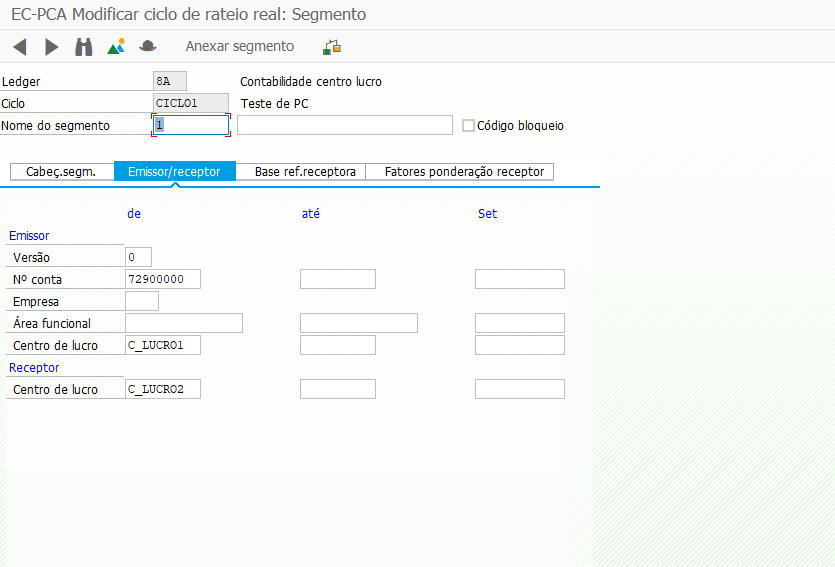 EC-PCA Modificar ciclo de rateio real: Segmento
Anexar segmento
Ledger 8A Contabilidade centro lucro
Ciclo CICLO1 Teste de PC
Nome do segmento 1 Código bloqueio
Cabeç.segm. Emissor/receptor Base ref.receptora Fatores ponderação receptor
de até Set
Emissor
Versão 0
Nº conta 72900000
Empresa
Área funcional
Centro de lucro C_LUCRO1
Receptor
Centro de lucro C_LUCRO2